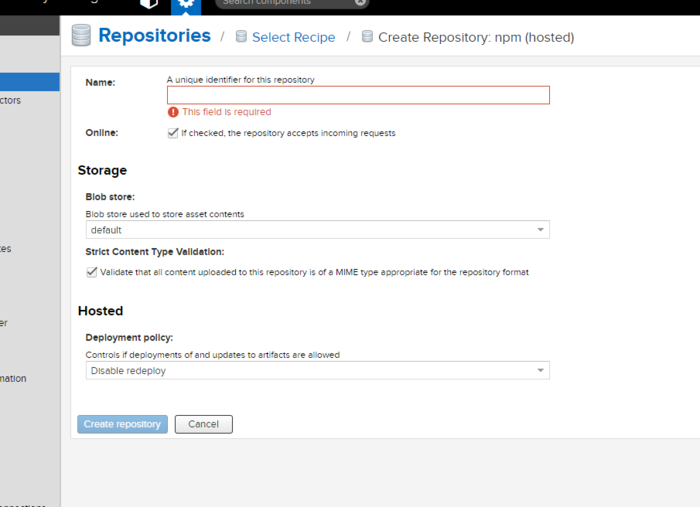 Search components
Repositories / Select Recipe / Create Repository: npm (hosted)
Name:
A unique identifier for this repository
This field is required
Online:
If checked, the repository accepts incoming requests
Storage
Blob store:
Blob store used to store asset contents
default
Strict Content Type Validation:
Validate that all content uploaded to this repository is of a MIME type appropriate for the repository format
Hosted
Deployment policy:
Controls if deployments of and updates to artifacts are allowed
Disable redeploy
Create repository
Cancel